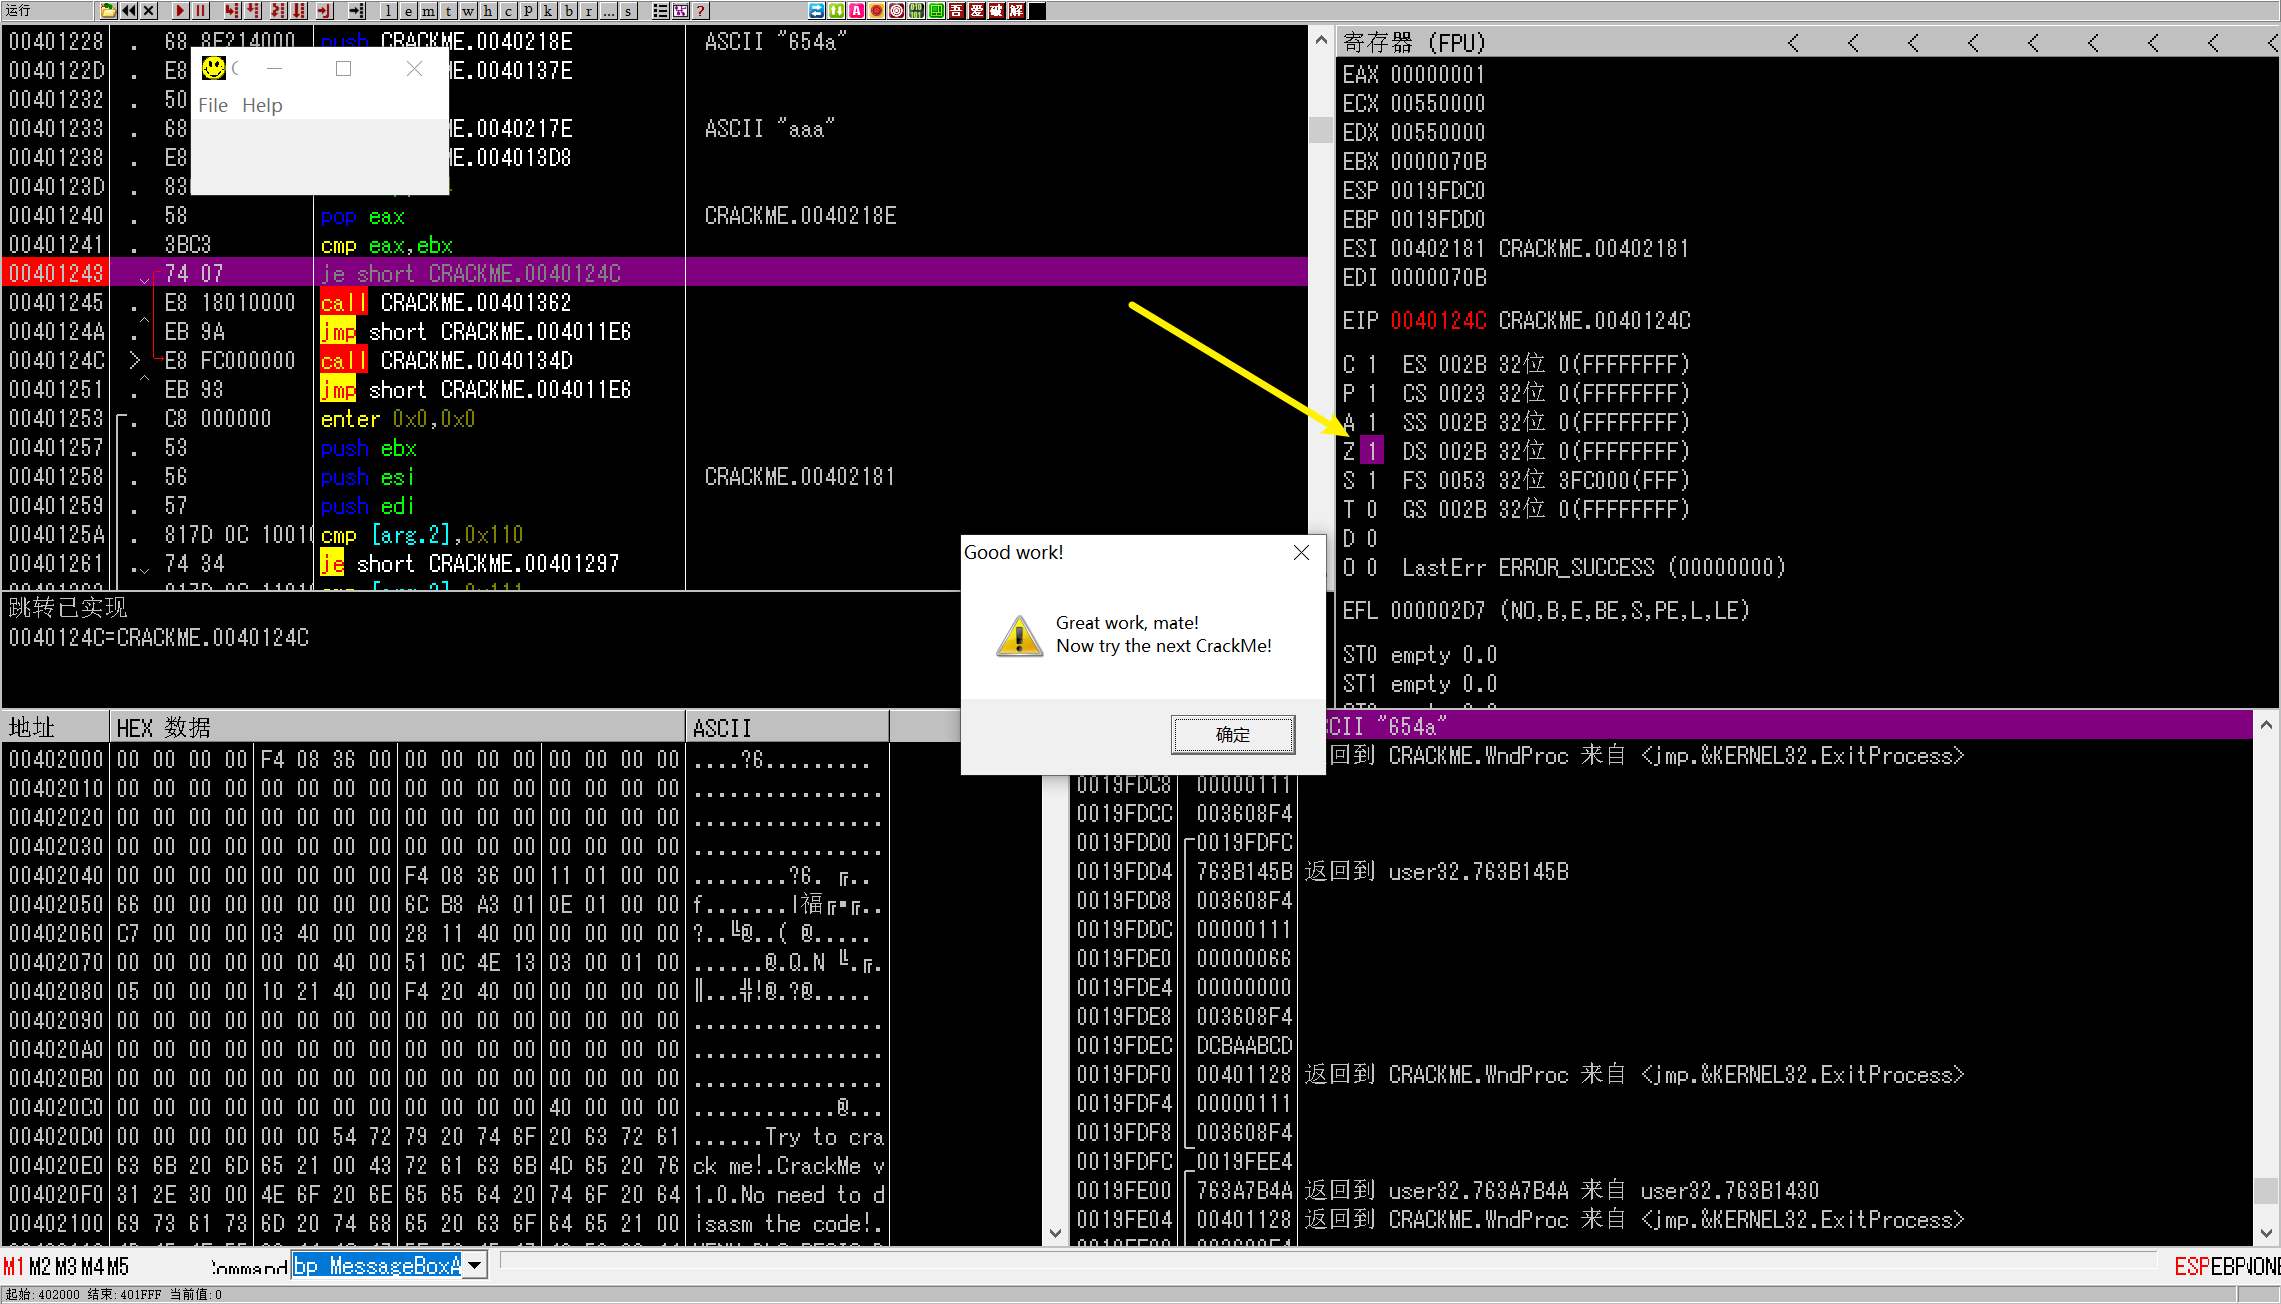 运行
l e m t w h c p k b r ... s
吾 爱 破 解
00401228 . 68 8E214000 push CRACKME.0040218E ASCII "654a"
0040122D E8 E.0040137E
00401232 . 50
00401233 . 68 E.0040217E ASCII "aaa"
00401238 . E8 E.004013D8
0040123D . 83
00401240 . 58 pop eax CRACKME.0040218E
00401241 . 3BC3 cmp eax,ebx
00401243 74 07 je short CRACKME.0040124C
00401245 . E8 18010000 call CRACKME.00401362
0040124A . EB 9A jmp short CRACKME.004011E6
0040124C > E8 FC000000 call CRACKME.0040134D
00401251 . EB 93 jmp short CRACKME.004011E6
00401253 . C8 000000 enter 0x0,0x0
00401257 . 53 push ebx
00401258 . 56 push esi CRACKME.00402181
00401259 . 57 push edi
0040125A . 817D 0C 10010 cmp [arg.2],0x110
00401261 . 74 34 je short CRACKME.00401297
File Help
跳转已实现
0040124C=CRACKME.0040124C
寄存器 (FPU) < < < < < < < < <
EAX 00000001
ECX 00550000
EDX 00550000
EBX 0000070B
ESP 0019FDC0
EBP 0019FDD0
ESI 00402181 CRACKME.00402181
EDI 0000070B
EIP 0040124C CRACKME.0040124C
C 1 ES 002B 32位 0(FFFFFFFF)
P 1 CS 0023 32位 0(FFFFFFFF)
A 1 SS 002B 32位 0(FFFFFFFF)
Z 1 DS 002B 32位 0(FFFFFFFF)
S 1 FS 0053 32位 3FC000(FFF)
T 0 GS 002B 32位 0(FFFFFFFF)
D 0
O 0 LastErr ERROR_SUCCESS (00000000)
EFL 000002D7 (NO,B,E,BE,S,PE,L,LE)
ST0 empty 0.0
ST1 empty 0.0
Good work!
Great work, mate!
Now try the next CrackMe!
确定
地址 HEX 数据 ASCII
00402000 00 00 00 00 F4 08 36 00 00 00 00 00 00 00 00 00 ....?6.........
00402010 00 00 00 00 00 00 00 00 00 00 00 00 00 00 00 00 ................
00402020 00 00 00 00 00 00 00 00 00 00 00 00 00 00 00 00 ................
00402030 00 00 00 00 00 00 00 00 00 00 00 00 00 00 00 00 ................
00402040 00 00 00 00 00 00 00 00 F4 08 36 00 11 01 00 00 ........?6. ╔..
00402050 66 00 00 00 00 00 00 00 6C B8 A3 01 0E 01 00 00 f.......l福╔▪╔..
00402060 C7 00 00 00 03 40 00 00 28 11 40 00 00 00 00 00 ?..╚@..( @.....
00402070 00 00 00 00 00 00 40 00 51 0C 4E 13 03 00 01 00 ......@.Q.N ╚.╔.
00402080 05 00 00 00 10 21 40 00 F4 20 40 00 00 00 00 00 ║...╬!@.?@.....
00402090 00 00 00 00 00 00 00 00 00 00 00 00 00 00 00 00 ................
004020A0 00 00 00 00 00 00 00 00 00 00 00 00 00 00 00 00 ................
004020B0 00 00 00 00 00 00 00 00 00 00 00 00 00 00 00 00 ................
004020C0 00 00 00 00 00 00 00 00 00 00 00 00 40 00 00 00 ............@...
004020D0 00 00 00 00 00 00 54 72 79 20 74 6F 20 63 72 61 ......Try to cra
004020E0 63 6B 20 6D 65 21 00 43 72 61 63 6B 4D 65 20 76 ck me!.CrackMe v
004020F0 31 2E 30 00 4E 6F 20 6E 65 65 64 20 74 6F 20 64 1.0.No need to d
00402100 69 73 61 73 6D 20 74 68 65 20 63 6F 64 65 21 00 isasm the code!.
CII "654a"
回到 CRACKME.WndProc 来自 <jmp.&KERNEL32.ExitProcess>
0019FDC8 00000111
0019FDCC 003608F4
0019FDD0 0019FDFC
0019FDD4 763B145B 返回到 user32.763B145B
0019FDD8 003608F4
0019FDDC 00000111
0019FDE0 00000066
0019FDE4 00000000
0019FDE8 003608F4
0019FDEC DCBAABCD
0019FDF0 00401128 返回到 CRACKME.WndProc 来自 <jmp.&KERNEL32.ExitProcess>
0019FDF4 00000111
0019FDF8 003608F4
0019FDFC 0019FEE4
0019FE00 763A7B4A 返回到 user32.763A7B4A 来自 user32.763B1430
0019FE04 00401128 返回到 CRACKME.WndProc 来自 <jmp.&KERNEL32.ExitProcess>
M1 M2 M3 M4 M5 Command bp MessageBoxA ESP EBP NONE
起始:402000 结束:401FFF 当前值:0